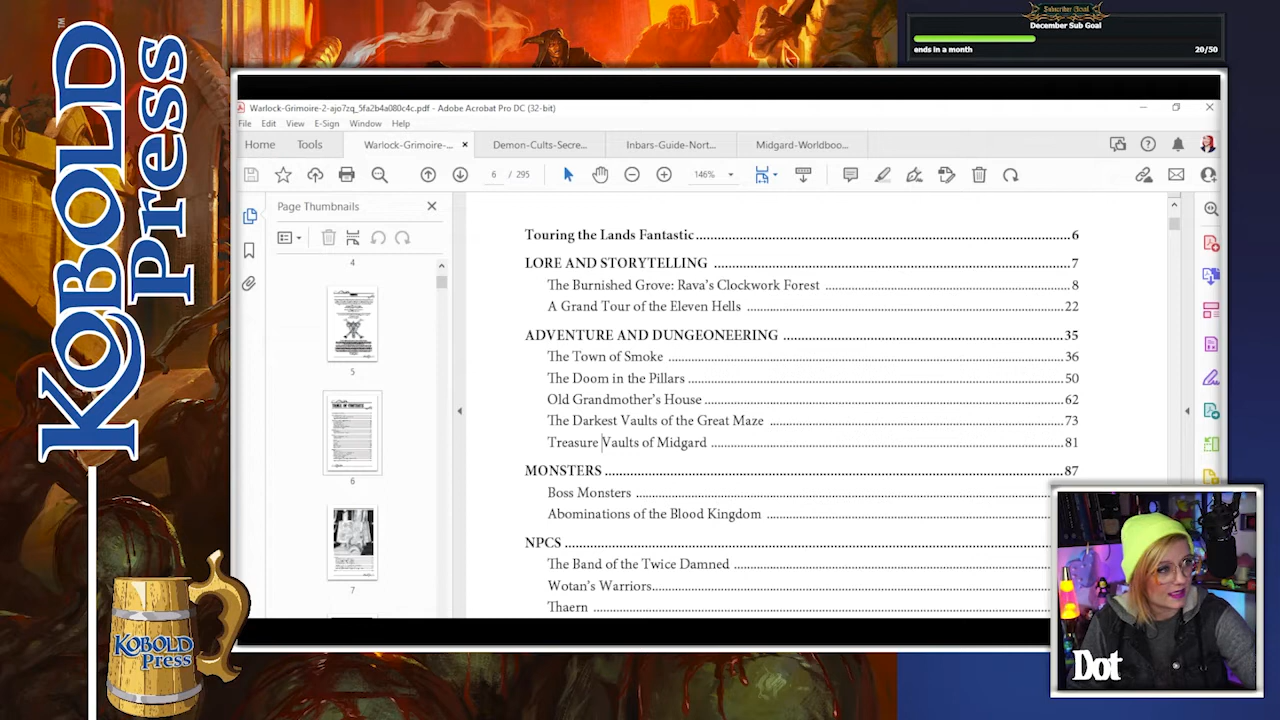 KOBOLD
Press
TM
KOBOLD
Press
Subscriber Goal
December Sub Goal
ends in a month
20/50
Warlock-Grimoire-2-ajo7zq_5fa2b4a080c4c.pdf - Adobe Acrobat Pro DC (32-bit)
File Edit View E-Sign Window Help
Home Tools Warlock-Grimoire-... × Demon-Cults-Secre... Inbars-Guide-Nort... Midgard-Worldboo...
6 / 295 146%
Page Thumbnails
4
5
TABLE OF CONTENTS
6
7
Touring the Lands Fantastic 6
LORE AND STORYTELLING 7
The Burnished Grove: Rava's Clockwork Forest 8
A Grand Tour of the Eleven Hells 22
ADVENTURE AND DUNGEONEERING 35
The Town of Smoke 36
The Doom in the Pillars 50
Old Grandmother's House 62
The Darkest Vaults of the Great Maze 73
Treasure Vaults of Midgard 81
MONSTERS 87
Boss Monsters
Abominations of the Blood Kingdom
NPCS
The Band of the Twice Damned
Wotan's Warriors
Thaern
Dot